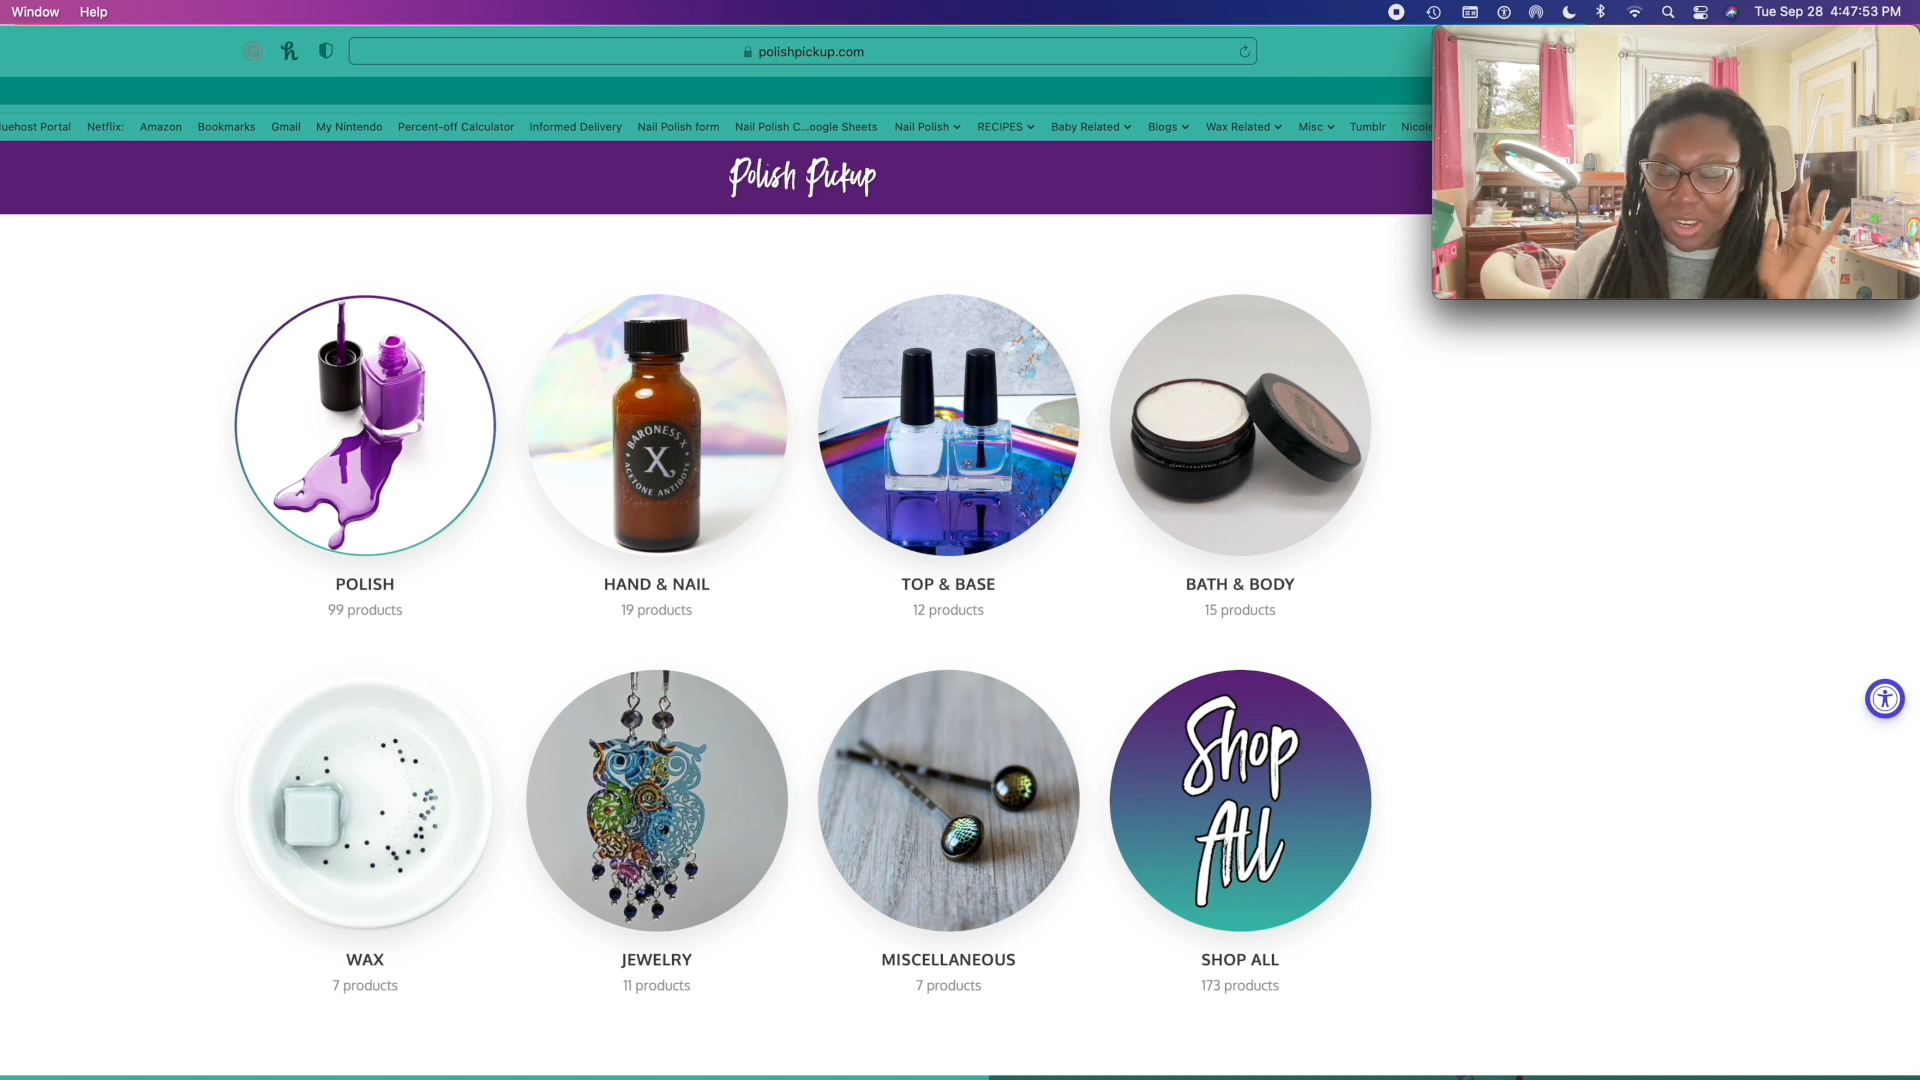 Window Help
Tue Sep 28 4:47:53 PM
polishpickup.com
luehost Portal Netflix: Amazon Bookmarks Gmail My Nintendo Percent-off Calculator Informed Delivery Nail Polish form Nail Polish C...oogle Sheets Nail Polish RECIPES Baby Related Blogs Wax Related Misc Tumblr Nicole
Polish Pickup
BARONESS X
X
ACETONE ANTIDOTE
POLISH HAND & NAIL TOP & BASE BATH & BODY
99 products 19 products 12 products 15 products
Shop
All
WAX JEWELRY MISCELLANEOUS SHOP ALL
7 products 11 products 7 products 173 products